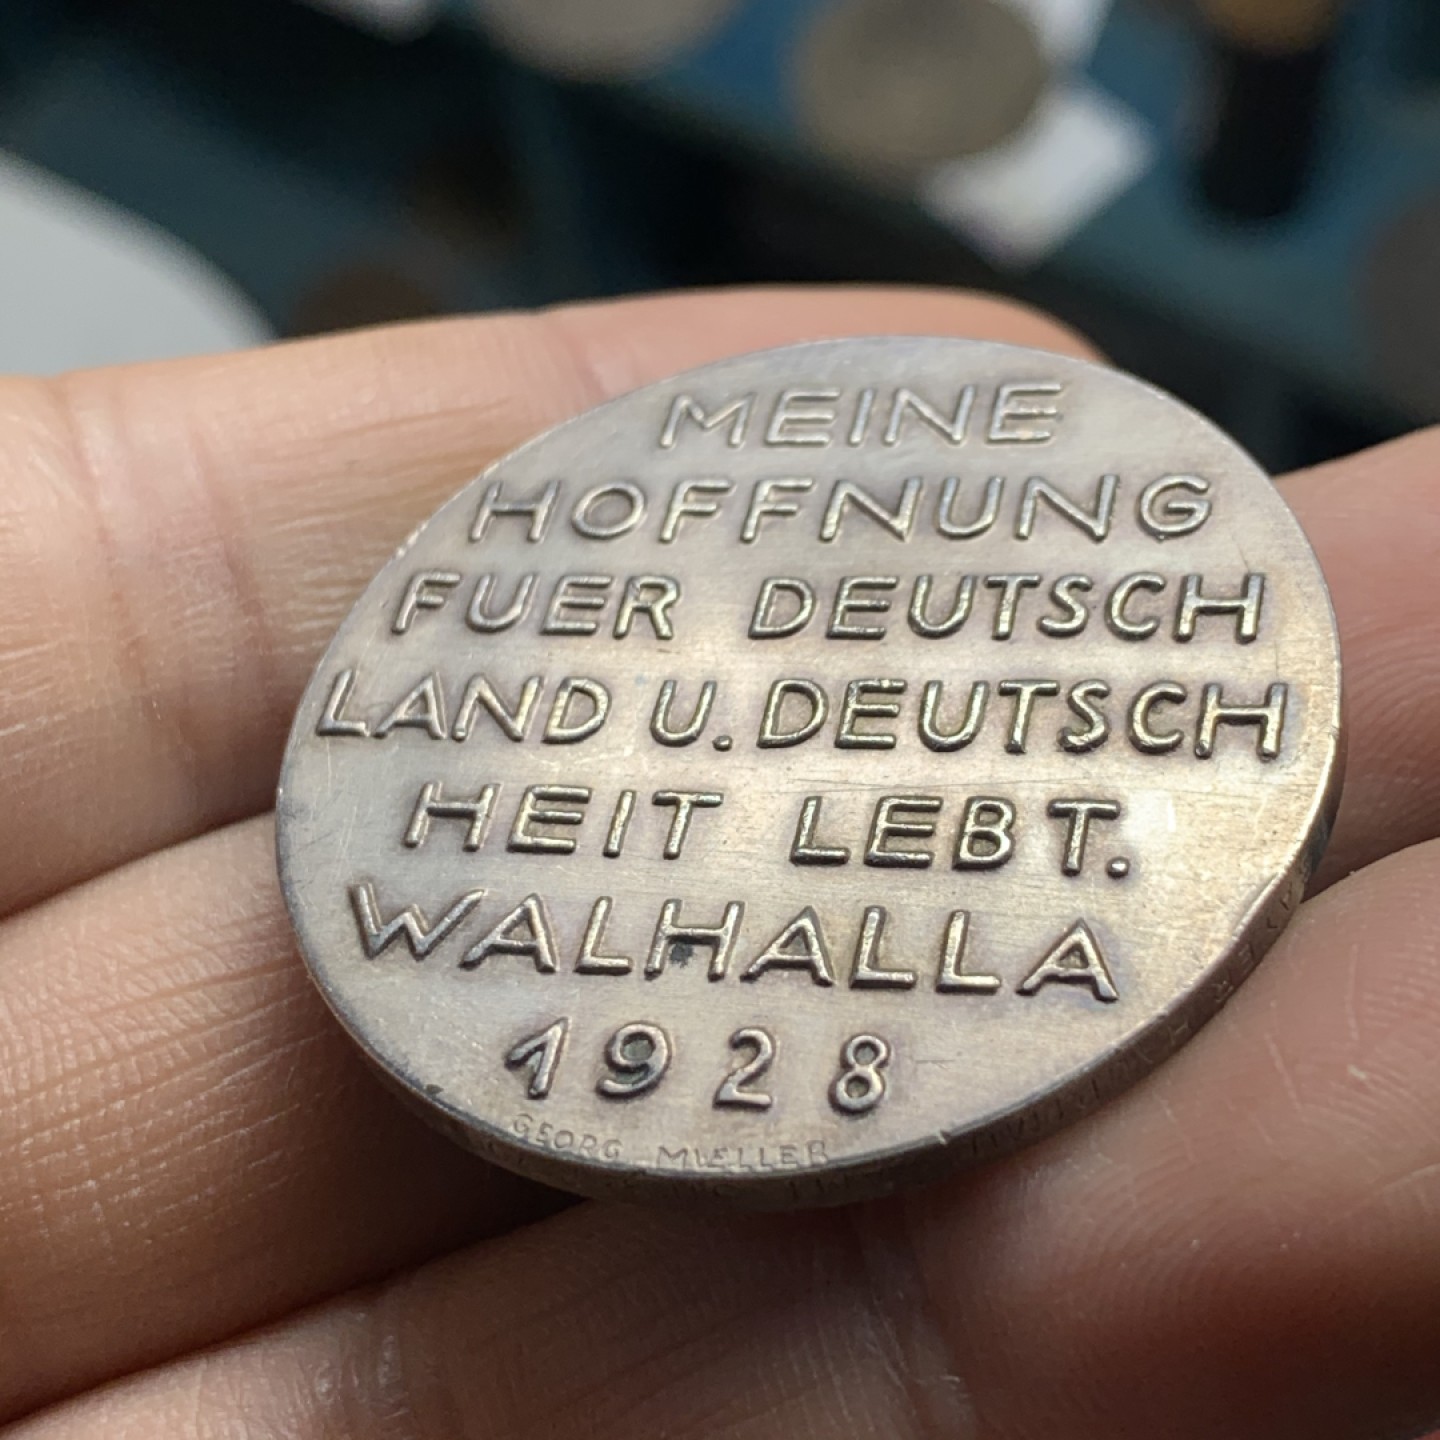 MEINE
HOFFNUNG
FUER DEUTSCH
LAND U. DEUTSCH
HEIT LEBT.
WALHALLA
1928
GEORG MUELLER